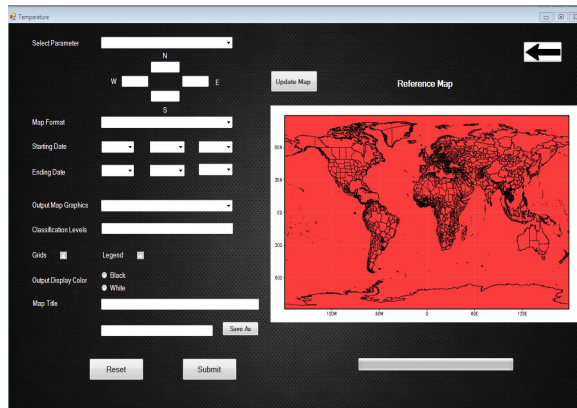 Temperature
Select Parameter
N
W E
S
Update Map
Reference Map
Map Format
Starting Date
Ending Date
Output Map Graphics
Classification Levels
Grids Legend
Output Display Color
Black
White
Map Title
Save As
Reset Submit
60N
30N
30S
60S
120W 60W 0 60E 120E